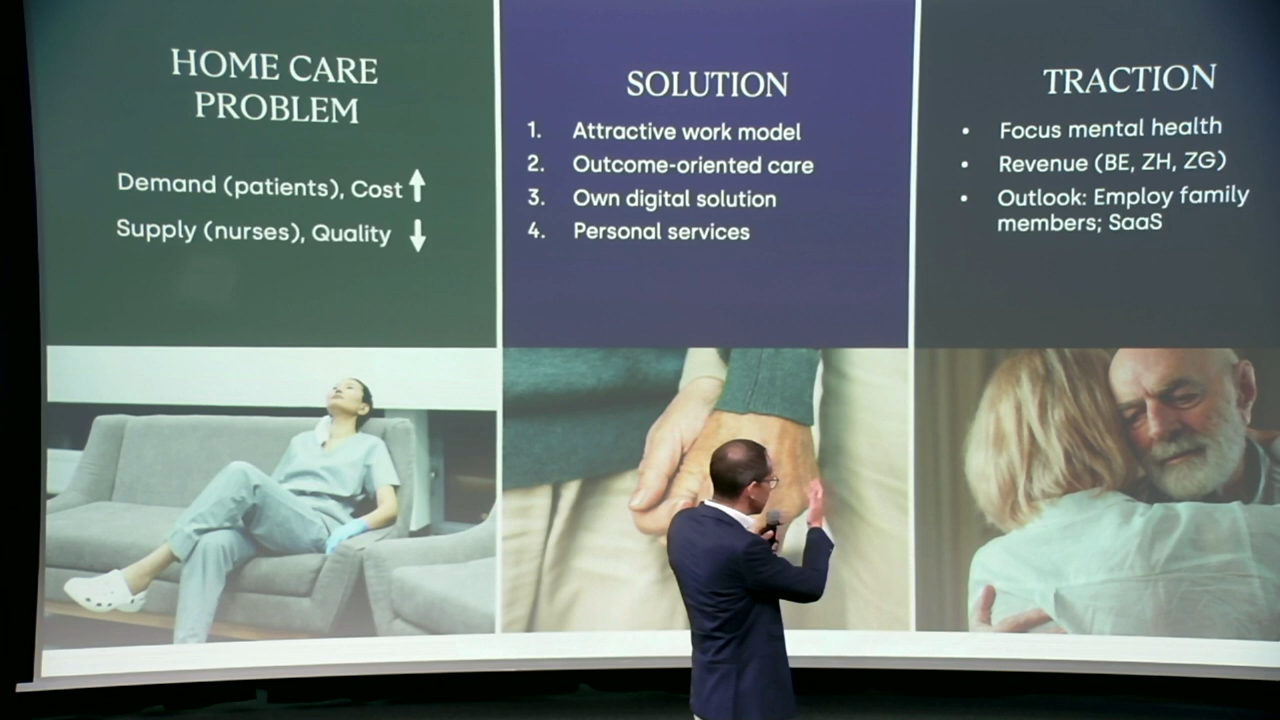 HOME CARE
PROBLEM
Demand (patients), Cost ↑
Supply (nurses), Quality ↓
SOLUTION
1. Attractive work model
2. Outcome-oriented care
3. Own digital solution
4. Personal services
TRACTION
• Focus mental health
• Revenue (BE, ZH, ZG)
• Outlook: Employ family
members; SaaS